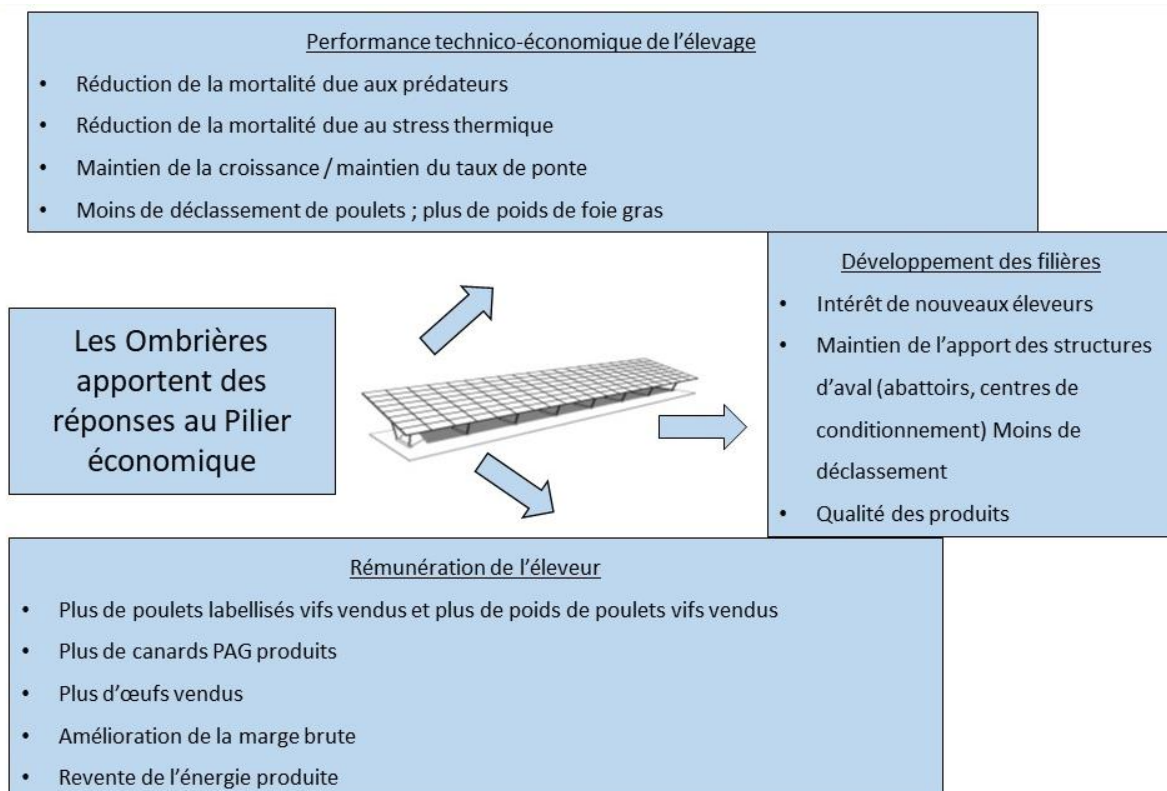 Performance technico-économique de l’élevage
• Réduction de la mortalité due aux prédateurs
• Réduction de la mortalité due au stress thermique
• Maintien de la croissance / maintien du taux de ponte
• Moins de déclassement de poulets ; plus de poids de foie gras
Les Ombrières
apportent des
réponses au Pilier
économique
Développement des filières
• Intérêt de nouveaux éleveurs
• Maintien de l’apport des structures
d’aval (abattoirs, centres de
conditionnement) Moins de
déclassement
• Qualité des produits
Rémunération de l’éleveur
• Plus de poulets labellisés vifs vendus et plus de poids de poulets vifs vendus
• Plus de canards PAG produits
• Plus d’œufs vendus
• Amélioration de la marge brute
• Revente de l’énergie produite